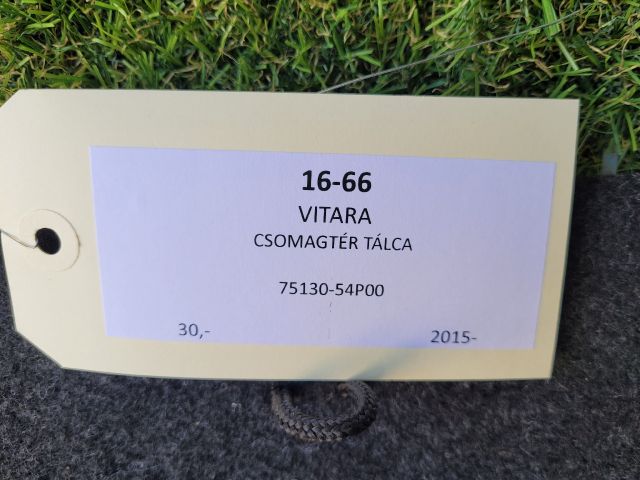 16-66
VITARA
CSOMAGTÉR TÁLCA
75130-54P00
30,- 2015-